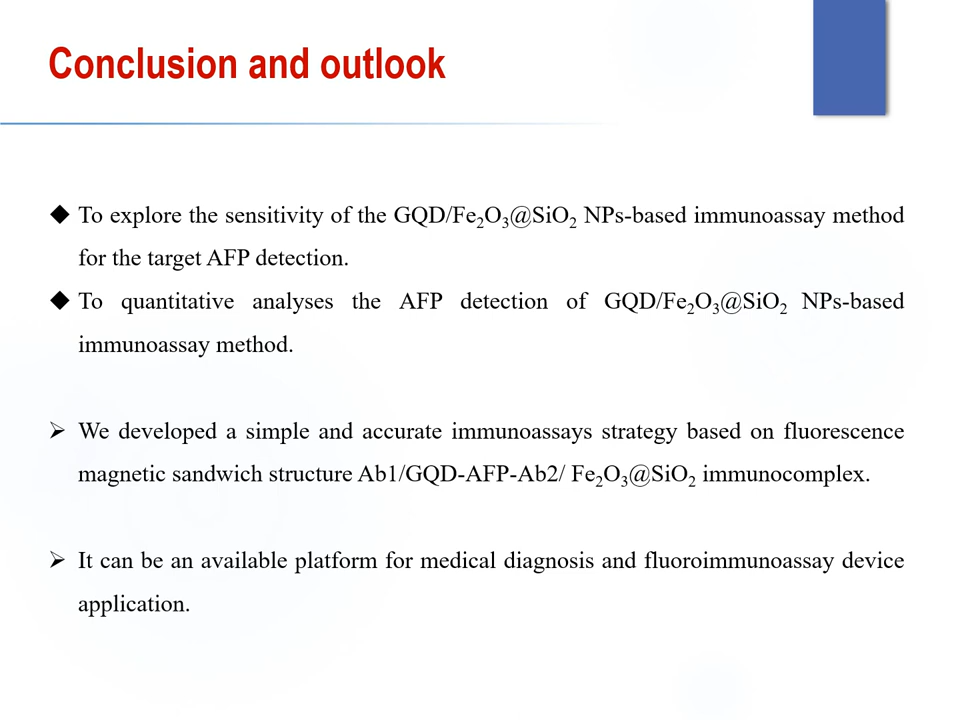 Conclusion and outlook
◆ To explore the sensitivity of the GQD/Fe₂O₃@SiO₂ NPs-based immunoassay method
for the target AFP detection.
◆ To quantitative analyses the AFP detection of GQD/Fe₂O₃@SiO₂ NPs-based
immunoassay method.
➢ We developed a simple and accurate immunoassays strategy based on fluorescence
magnetic sandwich structure Ab1/GQD-AFP-Ab2/ Fe₂O₃@SiO₂ immunocomplex.
➢ It can be an available platform for medical diagnosis and fluoroimmunoassay device
application.